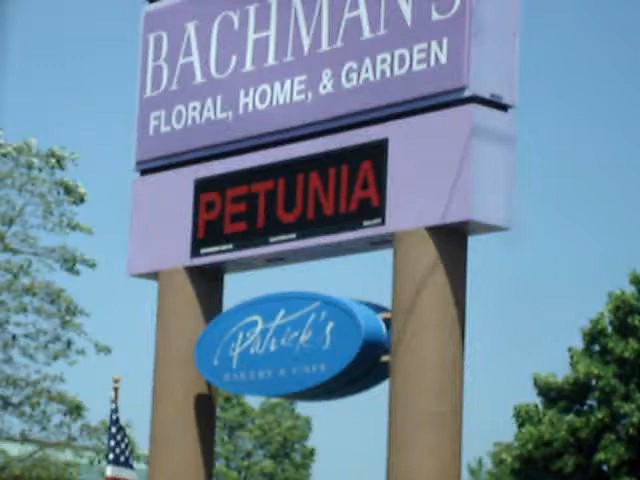 BACHMAN'S
FLORAL, HOME, & GARDEN
PETUNIA
Patrick's
BAKERY & CAFE